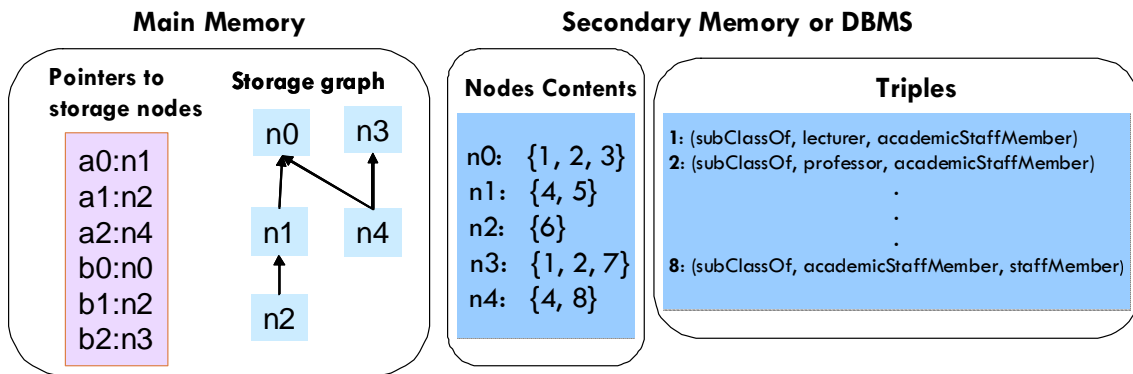 Main Memory
Secondary Memory or DBMS
Pointers to
storage nodes
a0:n1
a1:n2
a2:n4
b0:n0
b1:n2
b2:n3
Storage graph
n0
n3
n1
n4
n2
Nodes Contents
n0: {1, 2, 3}
n1: {4, 5}
n2: {6}
n3: {1, 2, 7}
n4: {4, 8}
Triples
1: (subClassOf, lecturer, academicStaffMember)
2: (subClassOf, professor, academicStaffMember)
.
.
.
8: (subClassOf, academicStaffMember, staffMember)